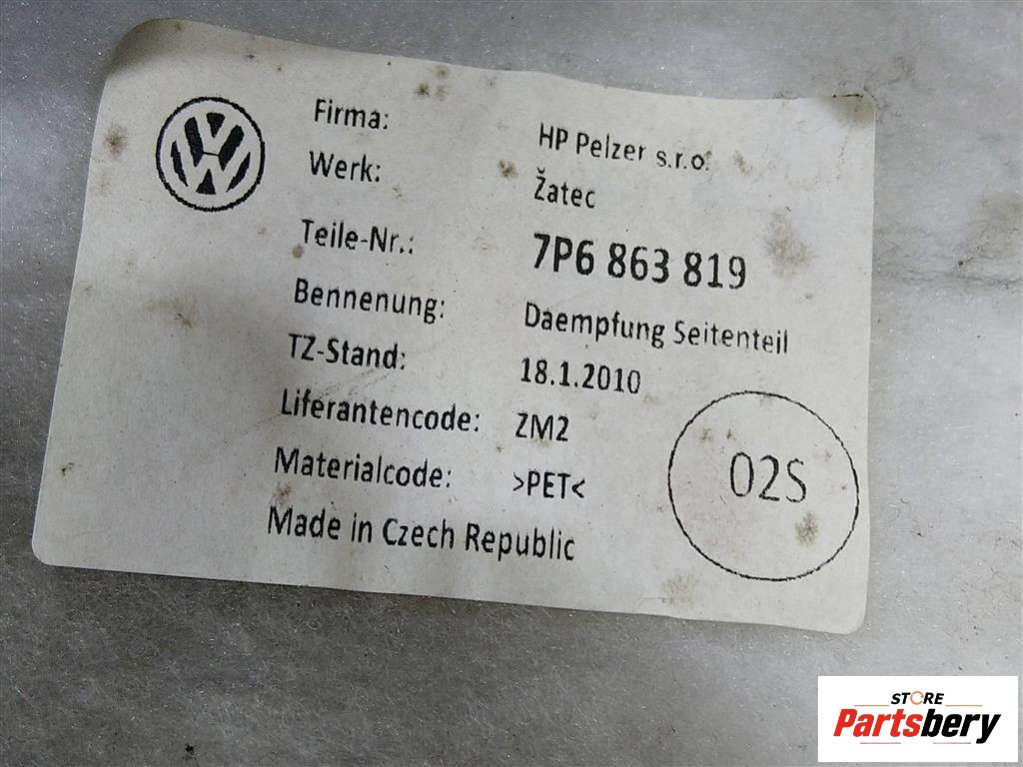 Firma: HP Pelzer s.r.o.
Werk: Žatec
Teile-Nr.: 7P6 863 819
Bennenung: Daempfung Seitenteil
TZ-Stand: 18.1.2010
Liferantencode: ZM2
Materialcode: >PET<
Made in Czech Republic
02S
STORE
Partsbery